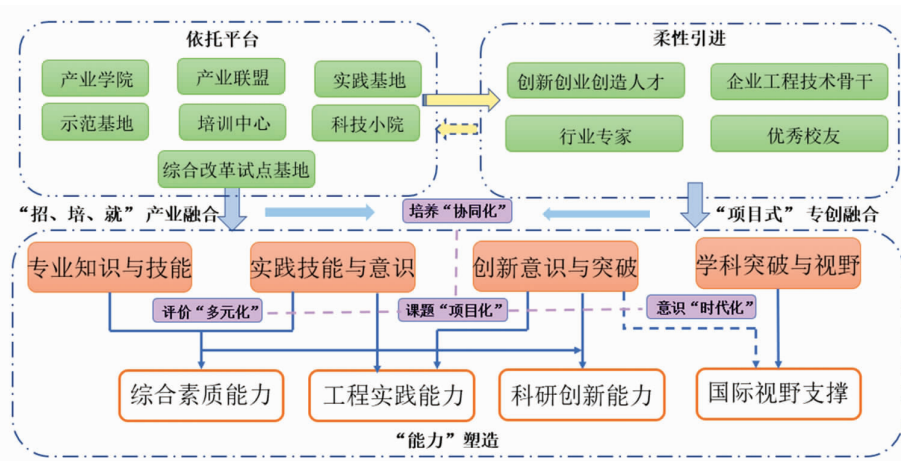 依托平台
产业学院
产业联盟
实践基地
示范基地
培训中心
科技小院
综合改革试点基地
柔性引进
创新创业创造人才
企业工程技术骨干
行业专家
优秀校友
“招、培、就” 产业融合
培养“协同化”
“项目式” 专创融合
专业知识与技能
实践技能与意识
创新意识与突破
学科突破与视野
评价“多元化”
课题“项目化”
意识“时代化”
综合素质能力
工程实践能力
科研创新能力
国际视野支撑
“能力”塑造